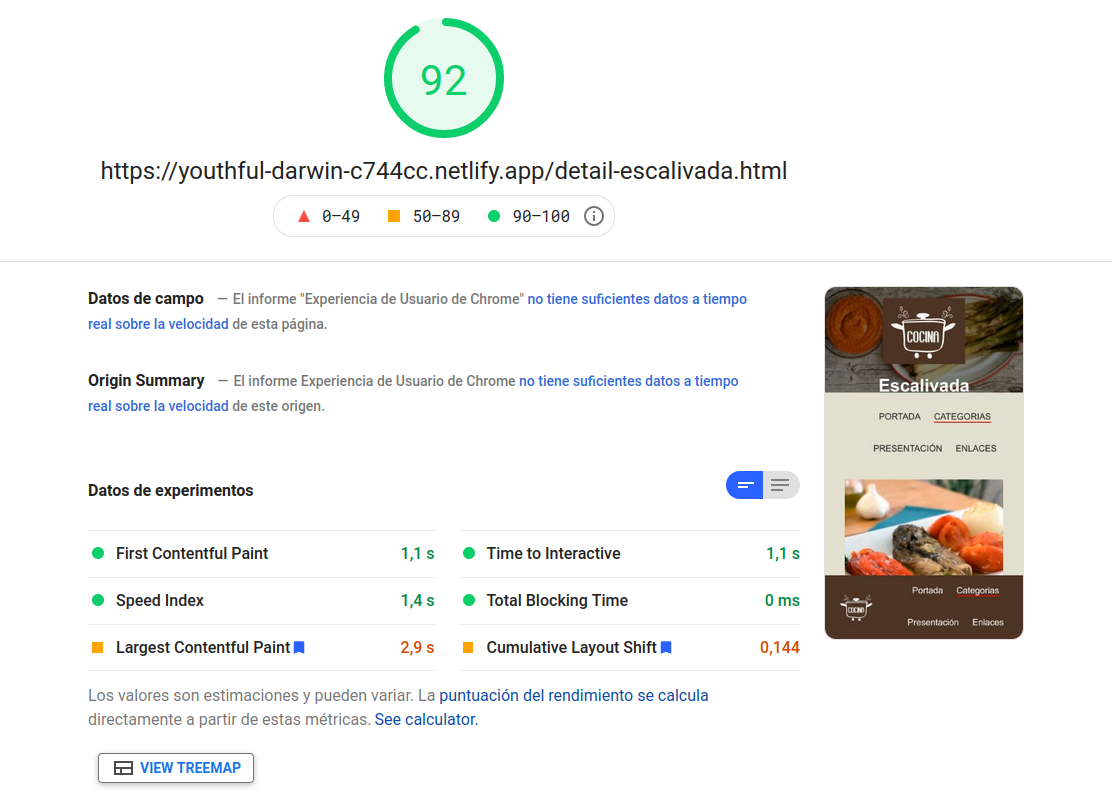 92
https://youthful-darwin-c744cc.netlify.app/detail-escalivada.html
0–49 50–89 90–100
Datos de campo — El informe "Experiencia de Usuario de Chrome" no tiene suficientes datos a tiempo
real sobre la velocidad de esta página.
Origin Summary — El informe Experiencia de Usuario de Chrome no tiene suficientes datos a tiempo
real sobre la velocidad de este origen.
Datos de experimentos
First Contentful Paint 1,1 s
Time to Interactive 1,1 s
Speed Index 1,4 s
Total Blocking Time 0 ms
Largest Contentful Paint 2,9 s
Cumulative Layout Shift 0,144
Los valores son estimaciones y pueden variar. La puntuación del rendimiento se calcula
directamente a partir de estas métricas. See calculator.
VIEW TREEMAP
COCINA
Escalivada
PORTADA CATEGORIAS
PRESENTACIÓN ENLACES
COCINA
Portada Categorias
Presentación Enlaces